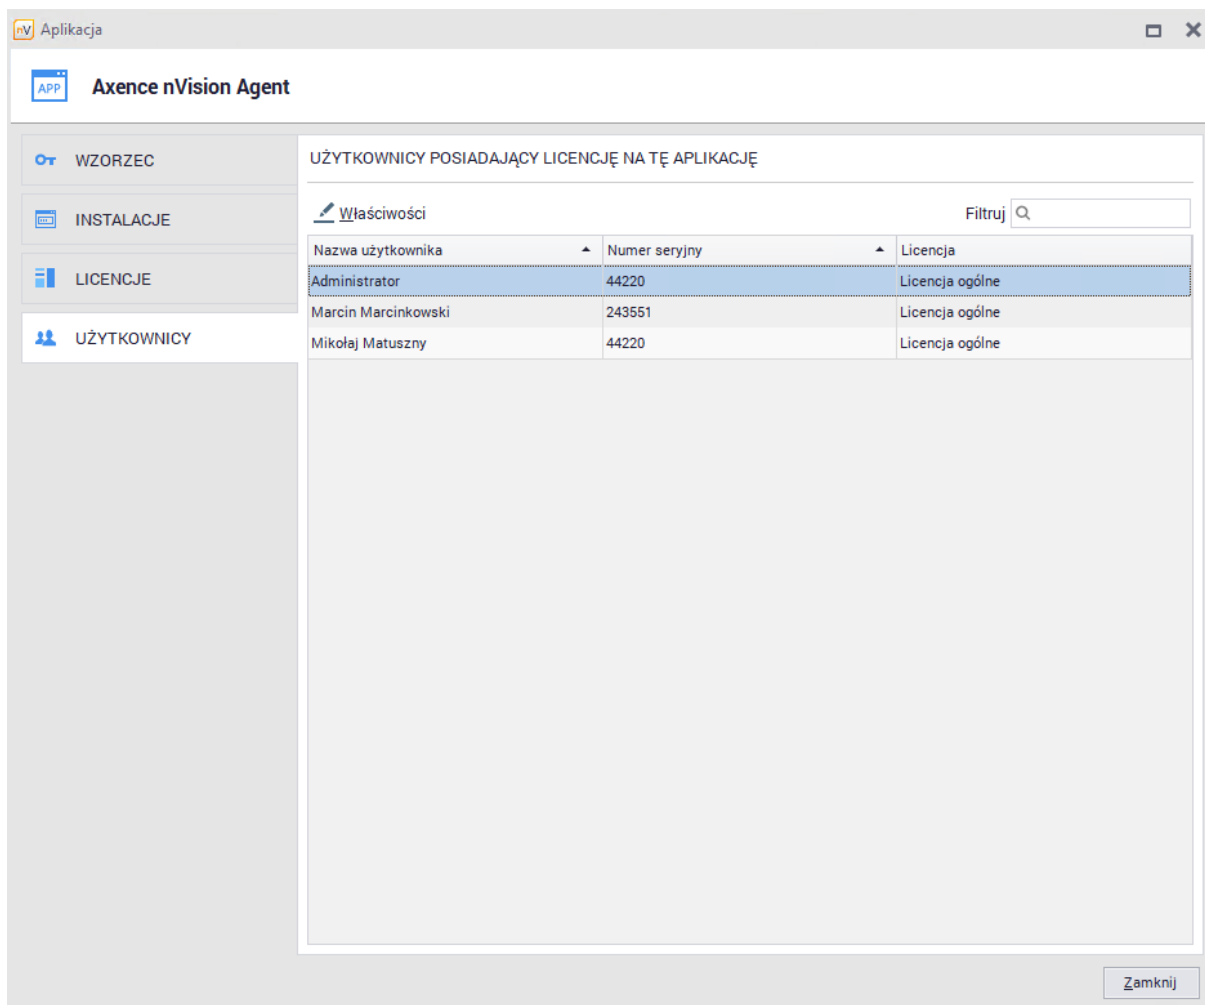 nV Aplikacja
APP Axence nVision Agent
WZORZEC
INSTALACJE
LICENCJE
UŻYTKOWNICY
UŻYTKOWNICY POSIADAJĄCY LICENCJĘ NA TĘ APLIKACJĘ
Właściwości Filtruj
Nazwa użytkownika Numer seryjny Licencja
Administrator 44220 Licencja ogólne
Marcin Marcinkowski 243551 Licencja ogólne
Mikołaj Matuszny 44220 Licencja ogólne
Zamknij